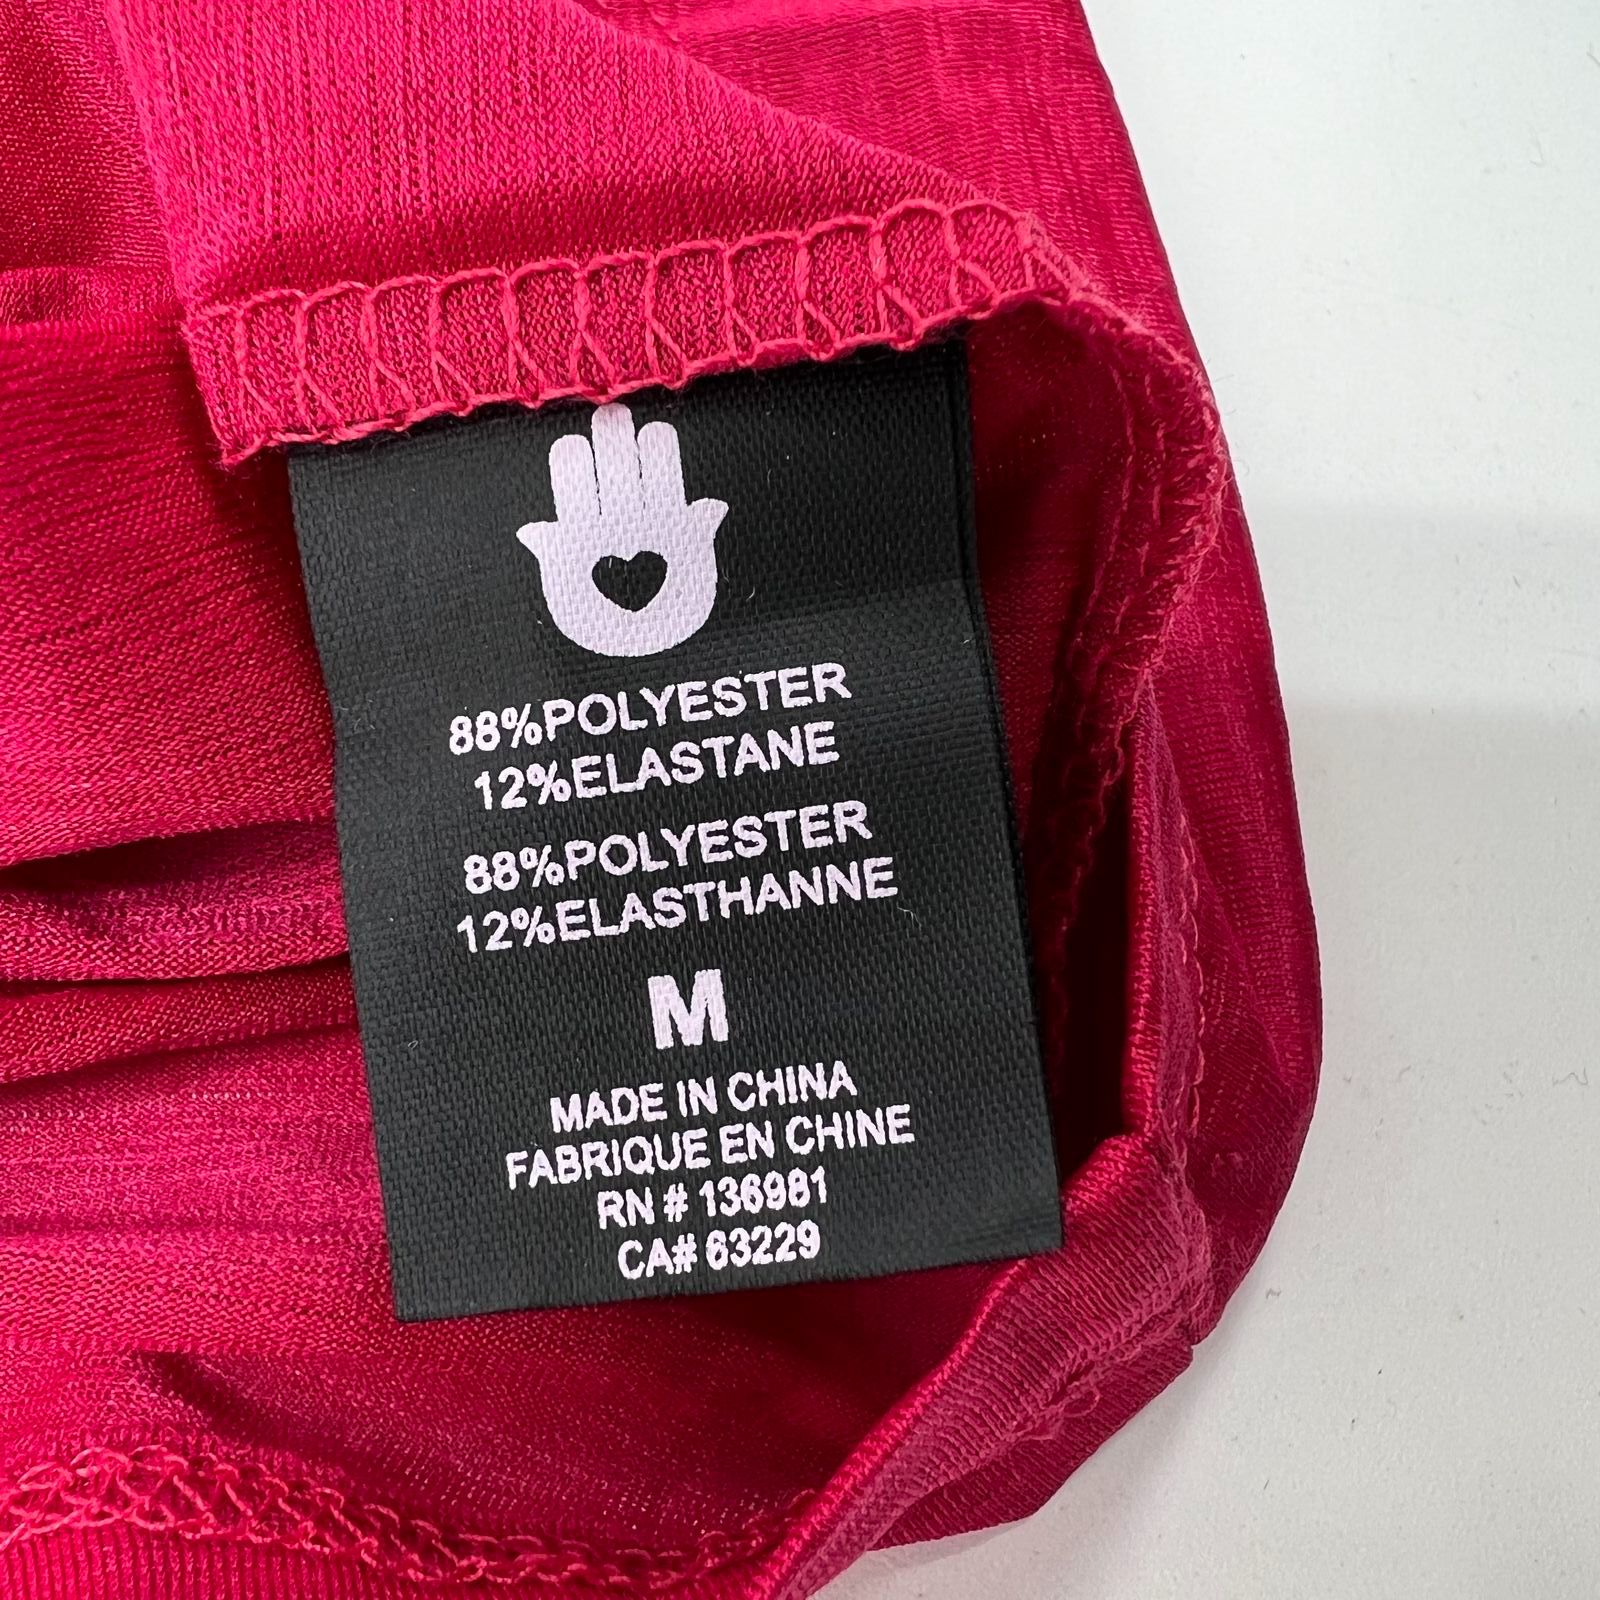 88%POLYESTER
12%ELASTANE
88%POLYESTER
12%ELASTHANNE
M
MADE IN CHINA
FABRIQUE EN CHINE
RN # 136981
CA# 63229